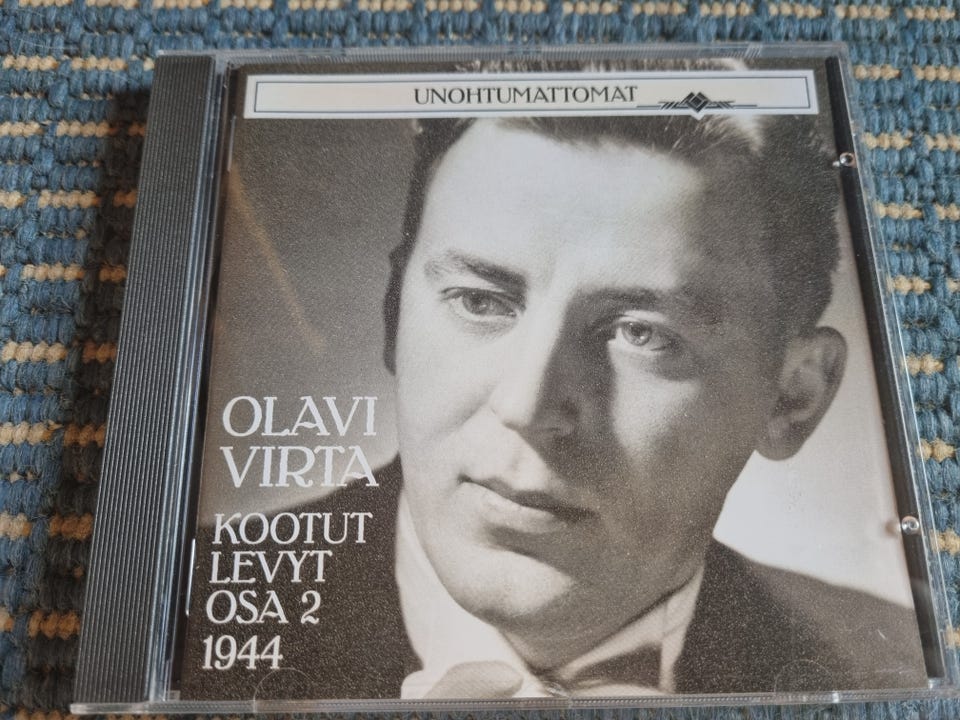 UNOHTUMATTOMAT
OLAVI
VIRTA
KOOTUT
LEVYT
OSA 2
1944